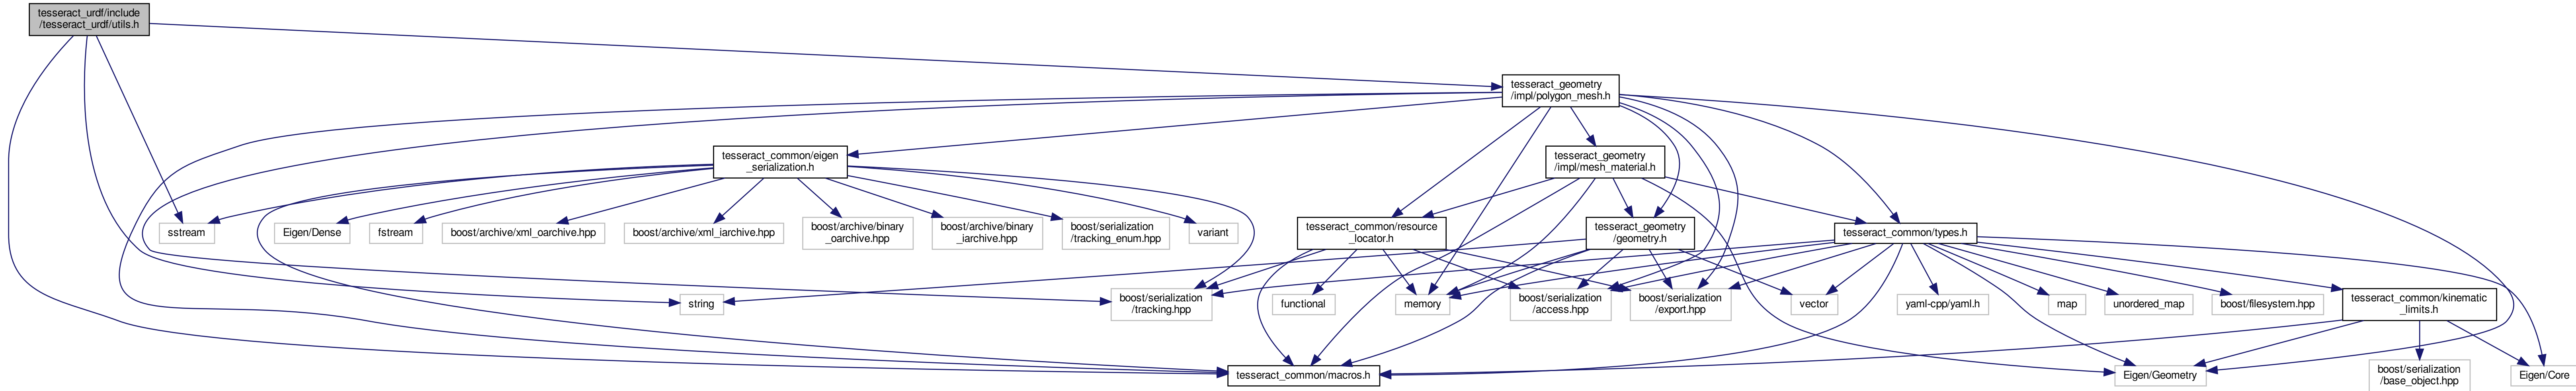 tesseract_urdf/include
/tesseract_urdf/utils.h
tesseract_geometry
/impl/polygon_mesh.h
tesseract_common/eigen
_serialization.h
tesseract_geometry
/impl/mesh_material.h
sstream
Eigen/Dense
fstream
boost/archive/xml_oarchive.hpp
boost/archive/xml_iarchive.hpp
boost/archive/binary
_oarchive.hpp
boost/archive/binary
_iarchive.hpp
boost/serialization
/tracking_enum.hpp
variant
tesseract_common/resource
_locator.h
tesseract_geometry
/geometry.h
tesseract_common/types.h
string
boost/serialization
/tracking.hpp
functional
memory
boost/serialization
/access.hpp
boost/serialization
/export.hpp
vector
yaml-cpp/yaml.h
map
unordered_map
boost/filesystem.hpp
tesseract_common/kinematic
_limits.h
tesseract_common/macros.h
Eigen/Geometry
boost/serialization
/base_object.hpp
Eigen/Core